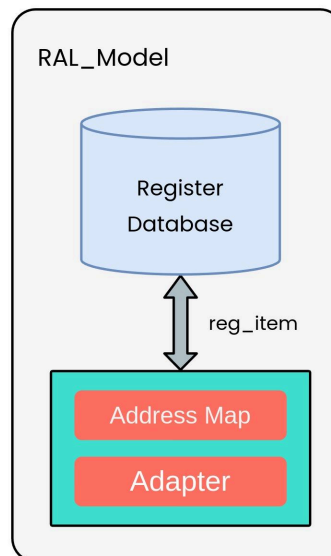 RAL_Model
Register
Database
reg_item
Address Map
Adapter